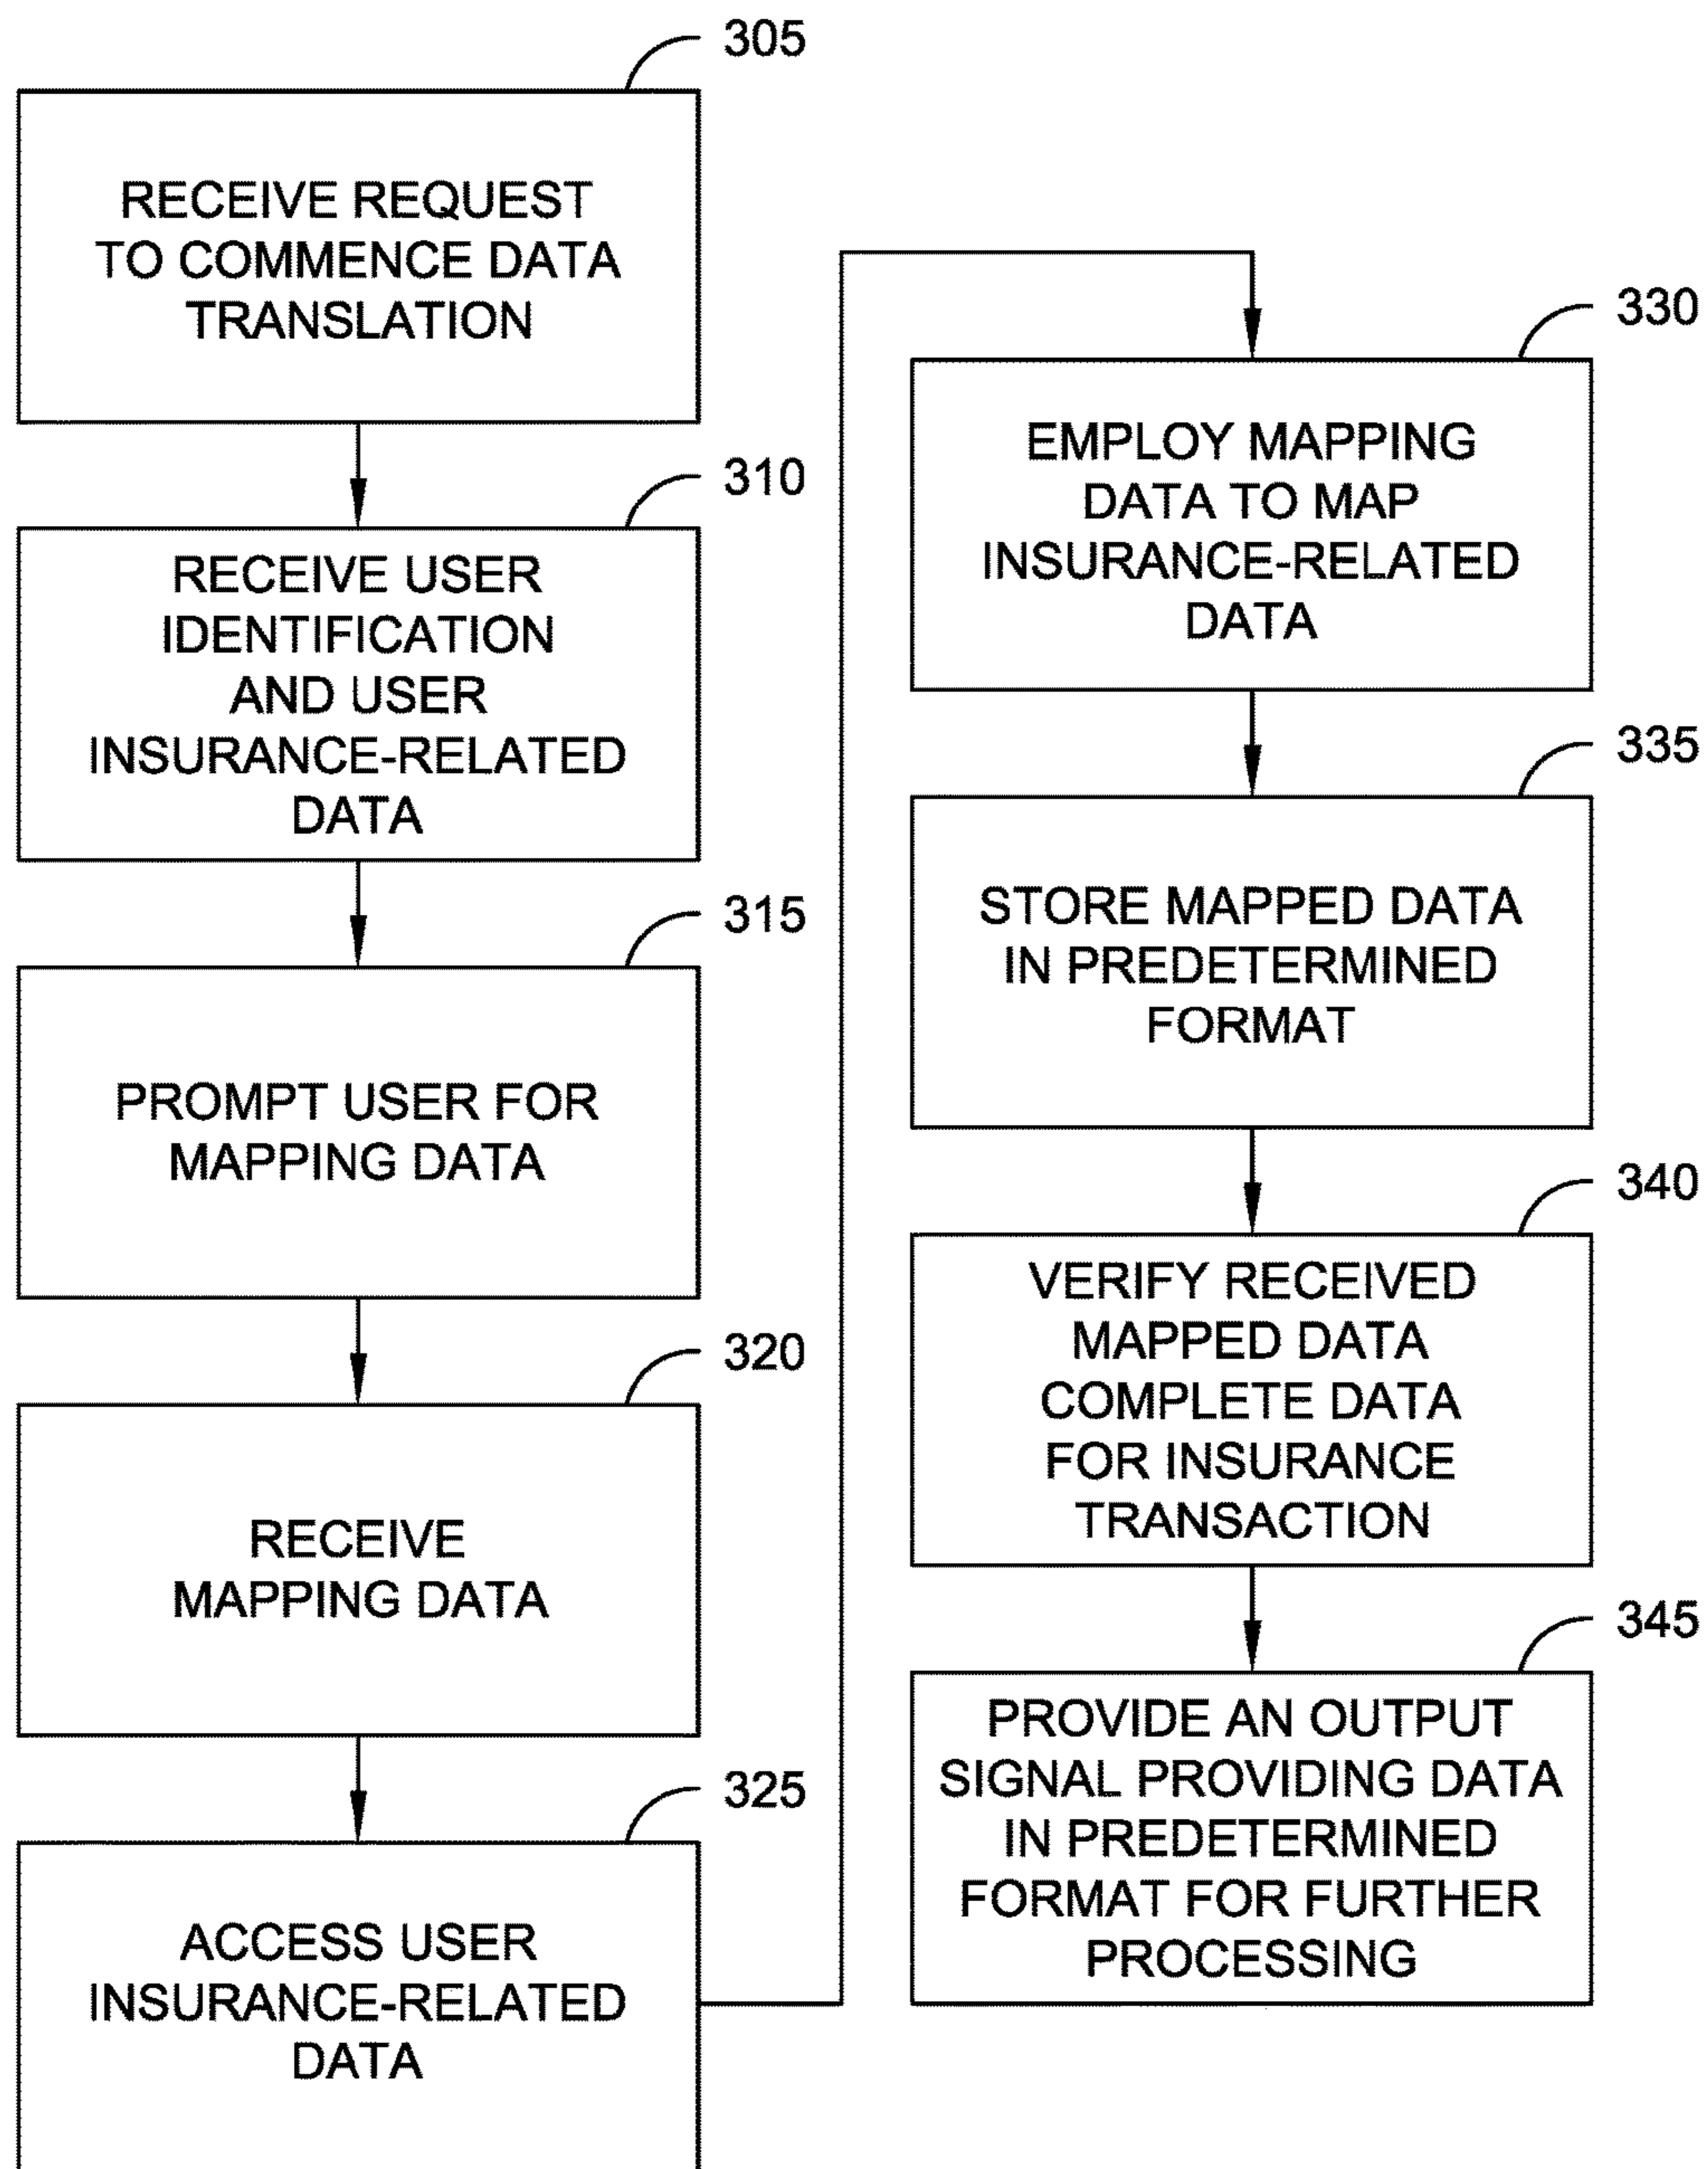 305
RECEIVE REQUEST
TO COMMENCE DATA
TRANSLATION
310
RECEIVE USER
IDENTIFICATION
AND USER
INSURANCE-RELATED
DATA
315
PROMPT USER FOR
MAPPING DATA
320
RECEIVE
MAPPING DATA
325
ACCESS USER
INSURANCE-RELATED
DATA
330
EMPLOY MAPPING
DATA TO MAP
INSURANCE-RELATED
DATA
335
STORE MAPPED DATA
IN PREDETERMINED
FORMAT
340
VERIFY RECEIVED
MAPPED DATA
COMPLETE DATA
FOR INSURANCE
TRANSACTION
345
PROVIDE AN OUTPUT
SIGNAL PROVIDING DATA
IN PREDETERMINED
FORMAT FOR FURTHER
PROCESSING